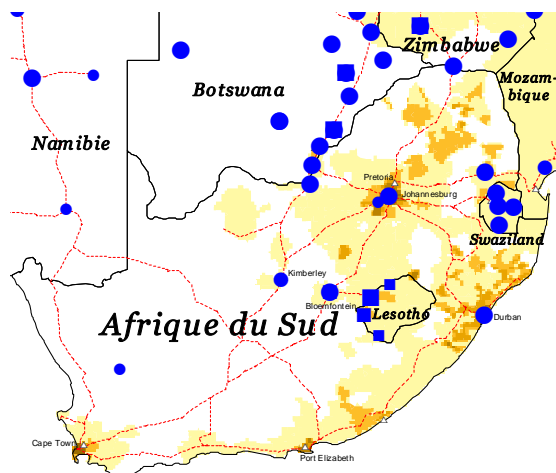 Zimbabwe
Mozam-
bique
Botswana
Namibie
Pretoria
Johannesburg
Swaziland
Kimberley
Bloemfontein
Lesotho
Afrique du Sud
Durban
Cape Town
Port Elizabeth